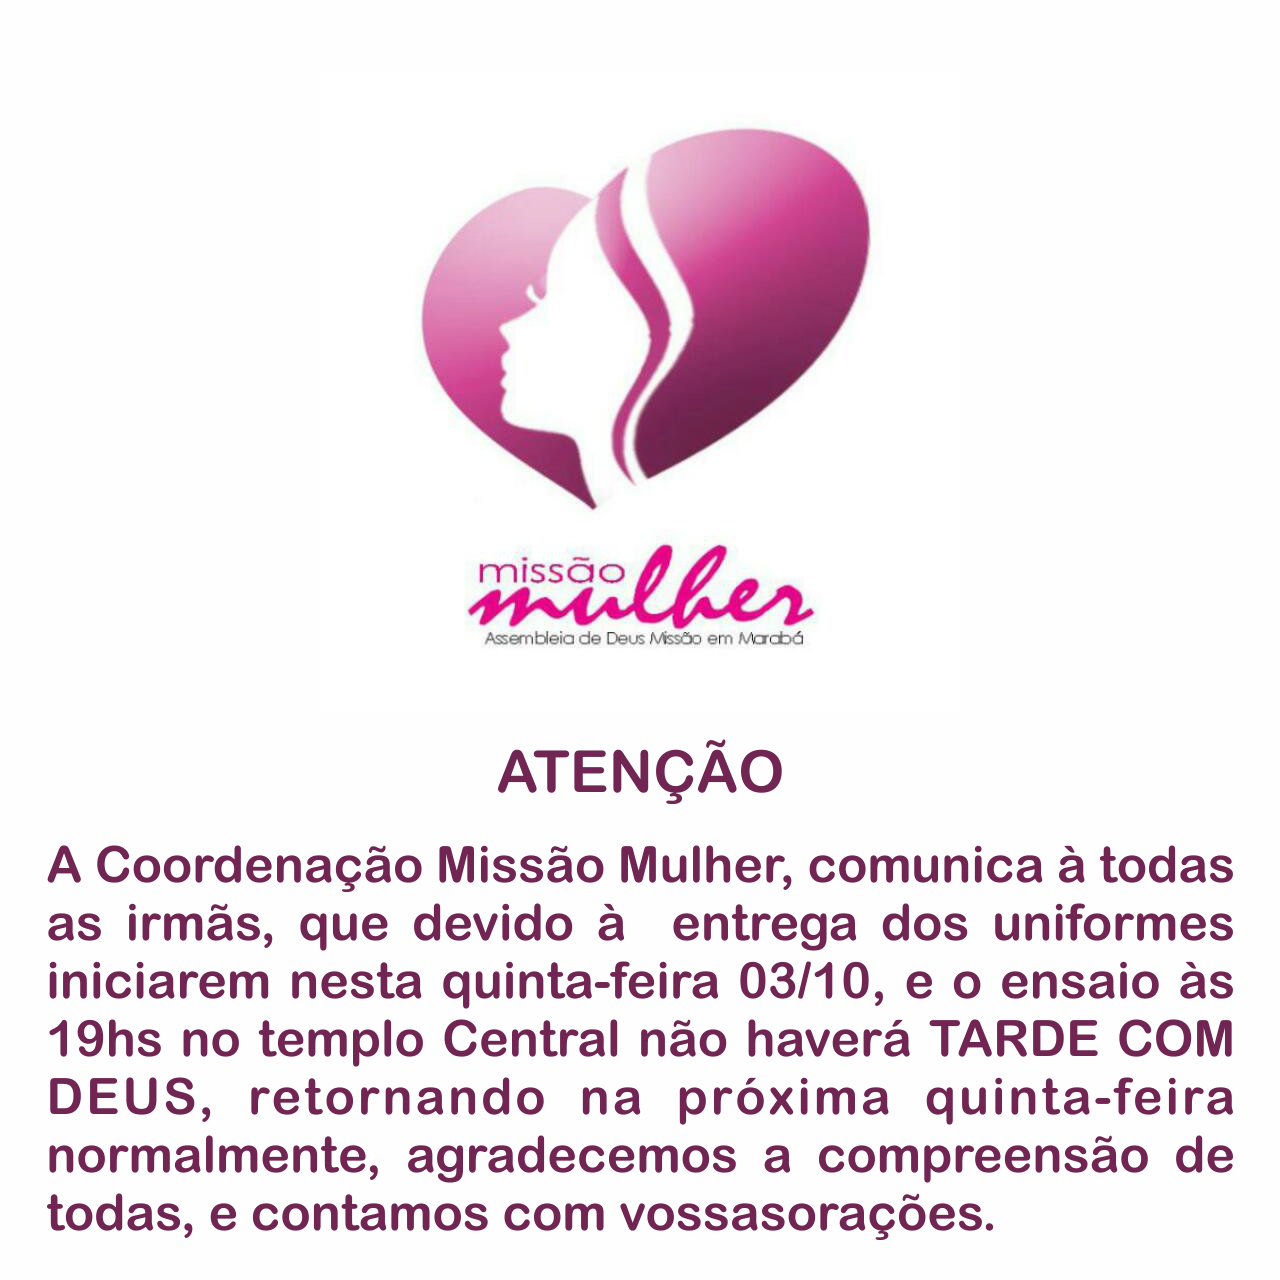 missão
mulher
Assembleia de Deus Missão em Marabá
ATENÇÃO
A Coordenação Missão Mulher, comunica à todas
as irmãs, que devido à entrega dos uniformes
iniciarem nesta quinta-feira 03/10, e o ensaio às
19hs no templo Central não haverá TARDE COM
DEUS, retornando na próxima quinta-feira
normalmente, agradecemos a compreensão de
todas, e contamos com vossasorações.